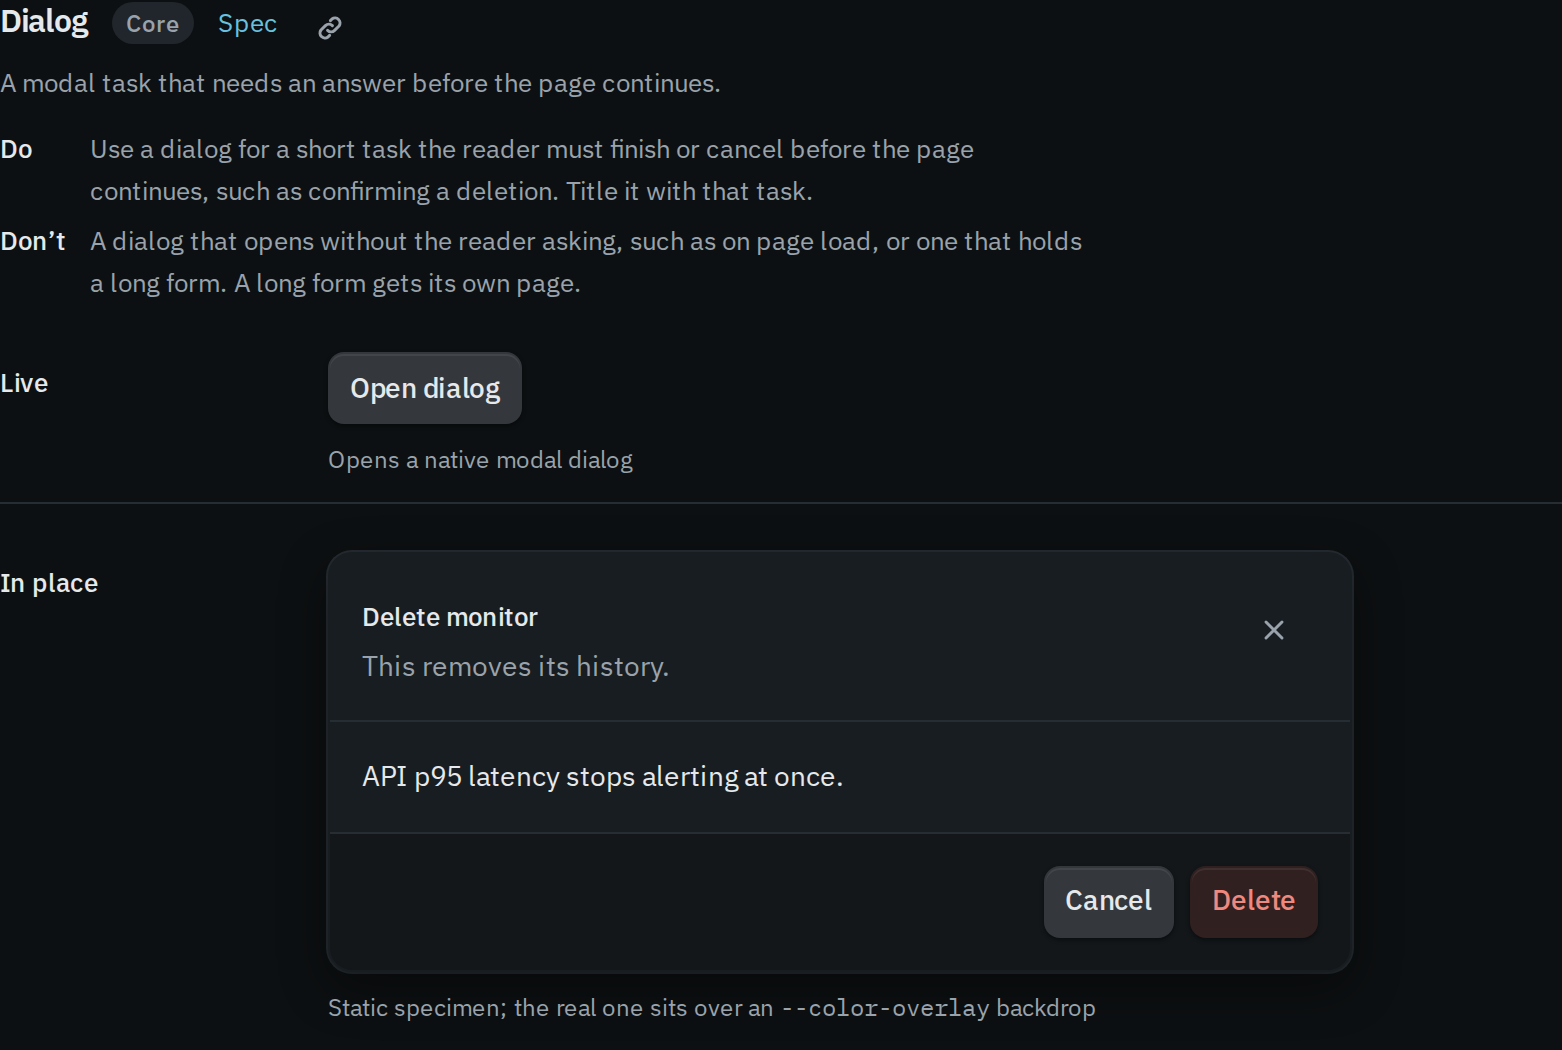 Dialog Core Spec
A modal task that needs an answer before the page continues.
Do Use a dialog for a short task the reader must finish or cancel before the page
continues, such as confirming a deletion. Title it with that task.
Don’t A dialog that opens without the reader asking, such as on page load, or one that holds
a long form. A long form gets its own page.
Live Open dialog
Opens a native modal dialog
In place
Delete monitor
This removes its history.
API p95 latency stops alerting at once.
Cancel Delete
Static specimen; the real one sits over an --color-overlay backdrop